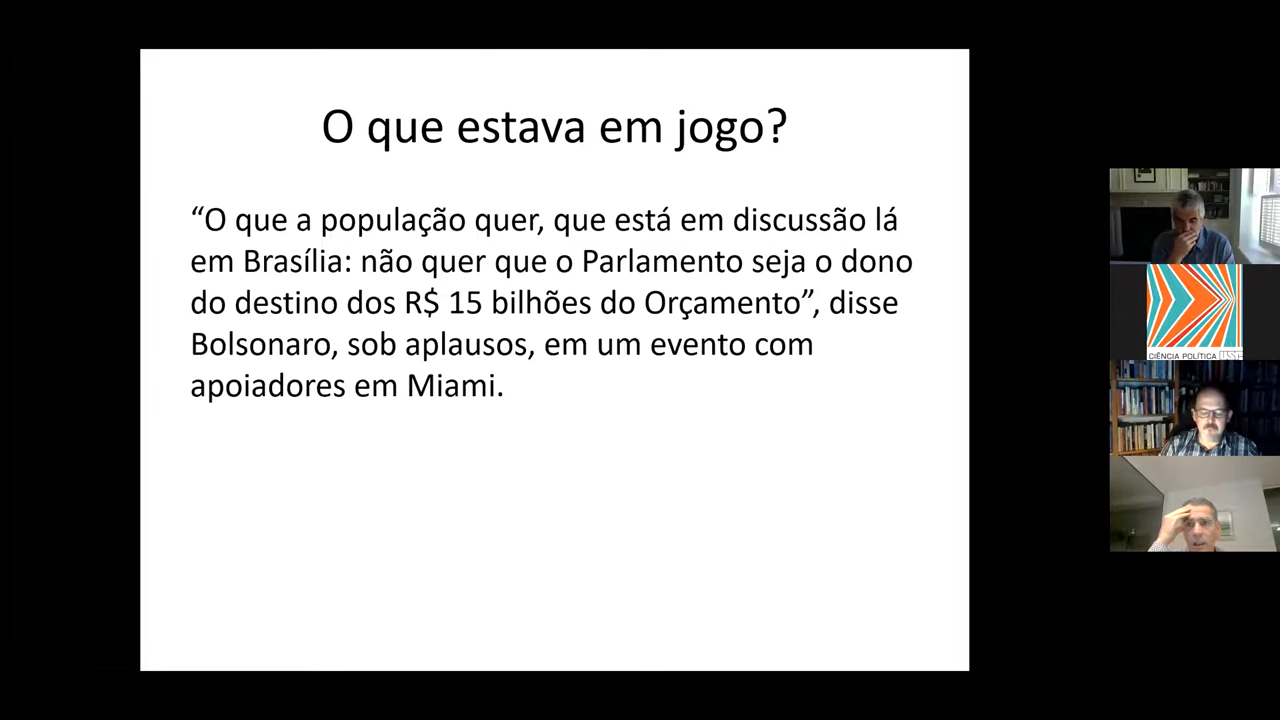 O que estava em jogo?
“O que a população quer, que está em discussão lá
em Brasília: não quer que o Parlamento seja o dono
do destino dos R$ 15 bilhões do Orçamento”, disse
Bolsonaro, sob aplausos, em um evento com
apoiadores em Miami.
CIÊNCIA POLÍTICA USP